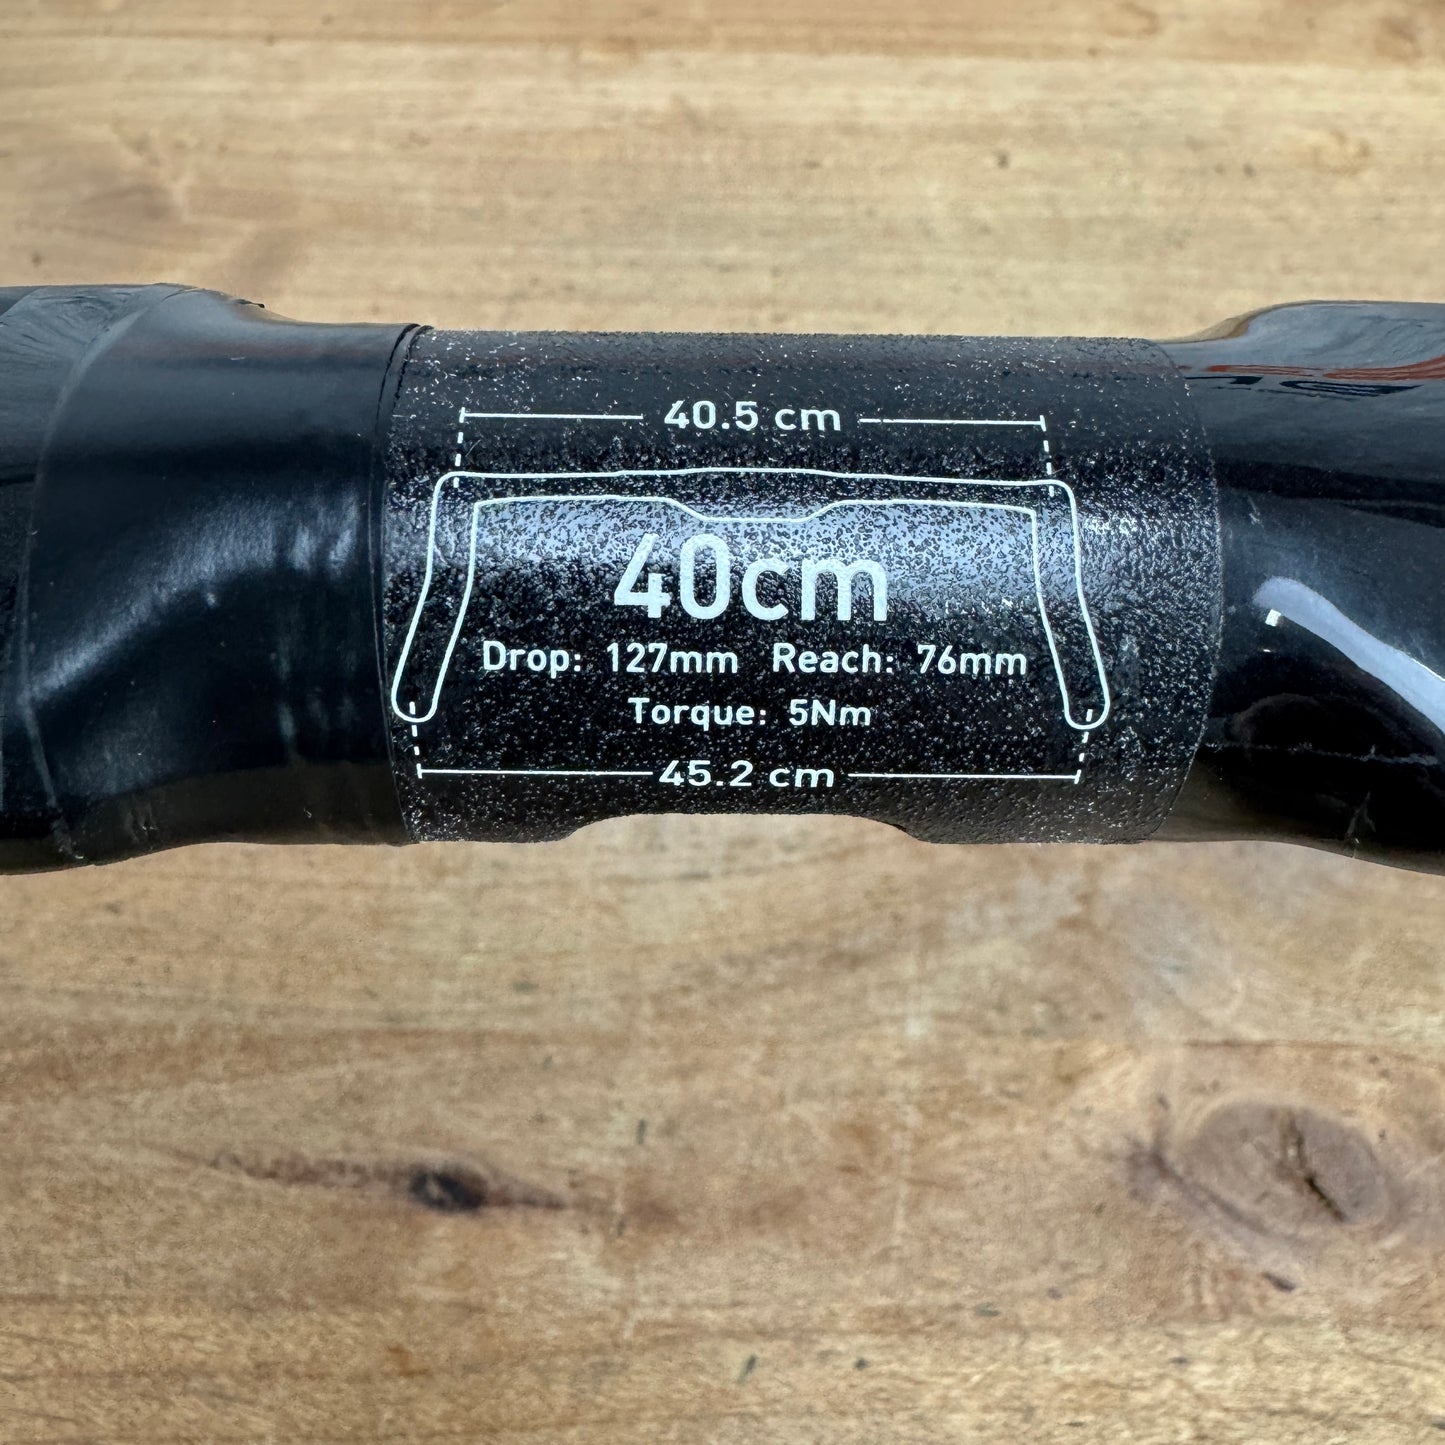 40.5 cm
40cm
Drop: 127mm Reach: 76mm
Torque: 5Nm
45.2 cm